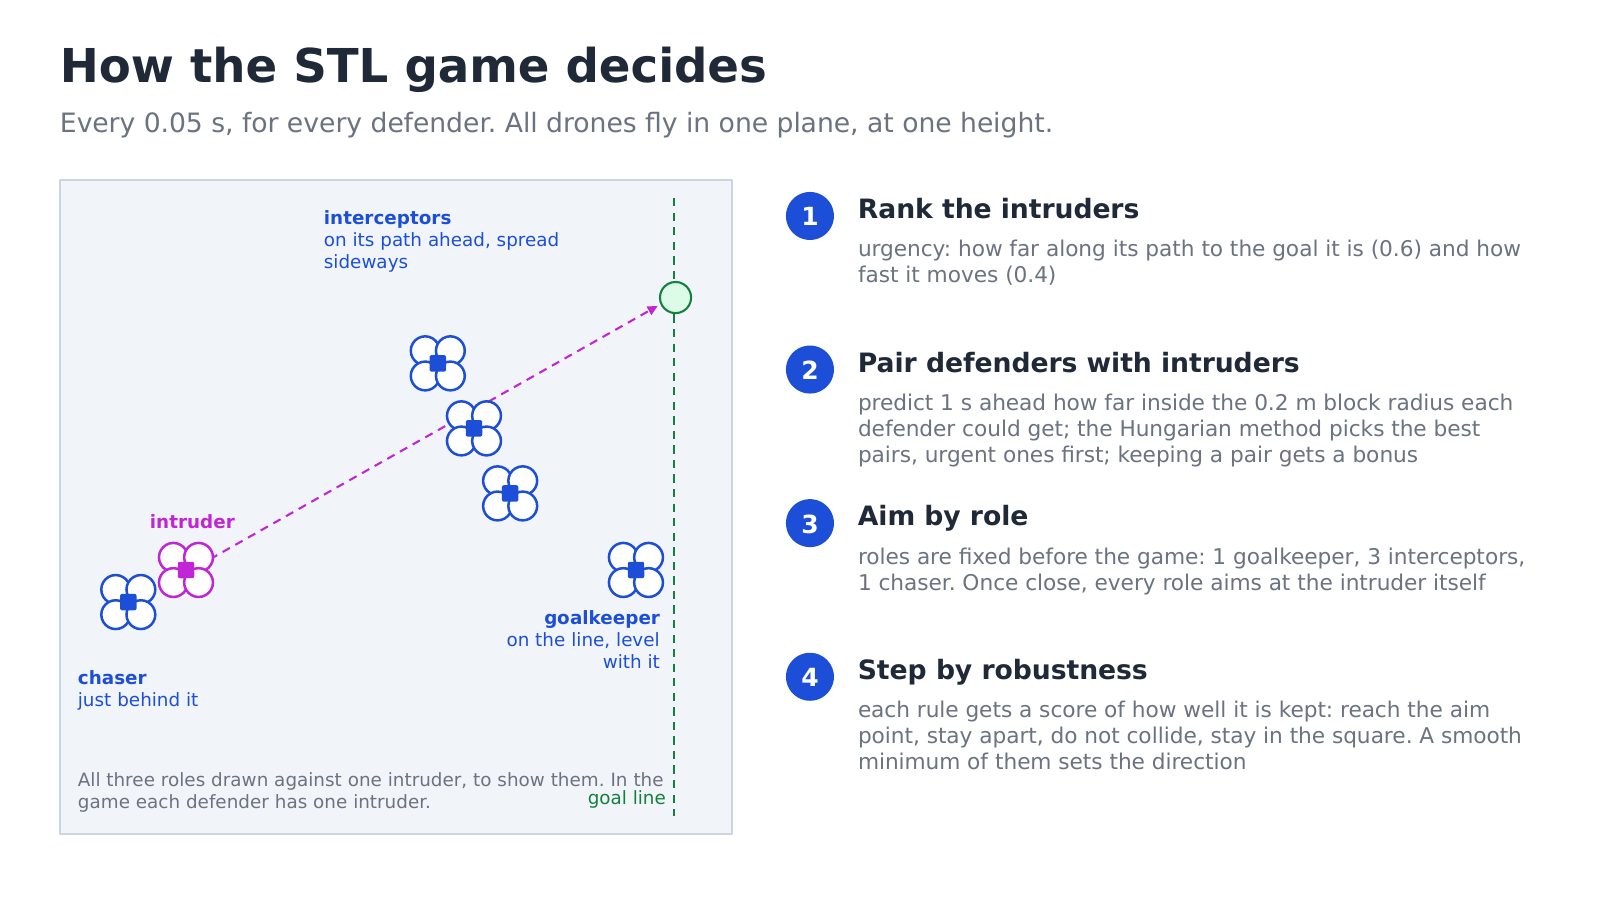 How the STL game decides
Every 0.05 s, for every defender. All drones fly in one plane, at one height.
interceptors
on its path ahead, spread
sideways
intruder
goalkeeper
on the line, level
with it
chaser
just behind it
All three roles drawn against one intruder, to show them. In the
game each defender has one intruder.
goal line
1
Rank the intruders
urgency: how far along its path to the goal it is (0.6) and how
fast it moves (0.4)
2
Pair defenders with intruders
predict 1 s ahead how far inside the 0.2 m block radius each
defender could get; the Hungarian method picks the best
pairs, urgent ones first; keeping a pair gets a bonus
3
Aim by role
roles are fixed before the game: 1 goalkeeper, 3 interceptors,
1 chaser. Once close, every role aims at the intruder itself
4
Step by robustness
each rule gets a score of how well it is kept: reach the aim
point, stay apart, do not collide, stay in the square. A smooth
minimum of them sets the direction